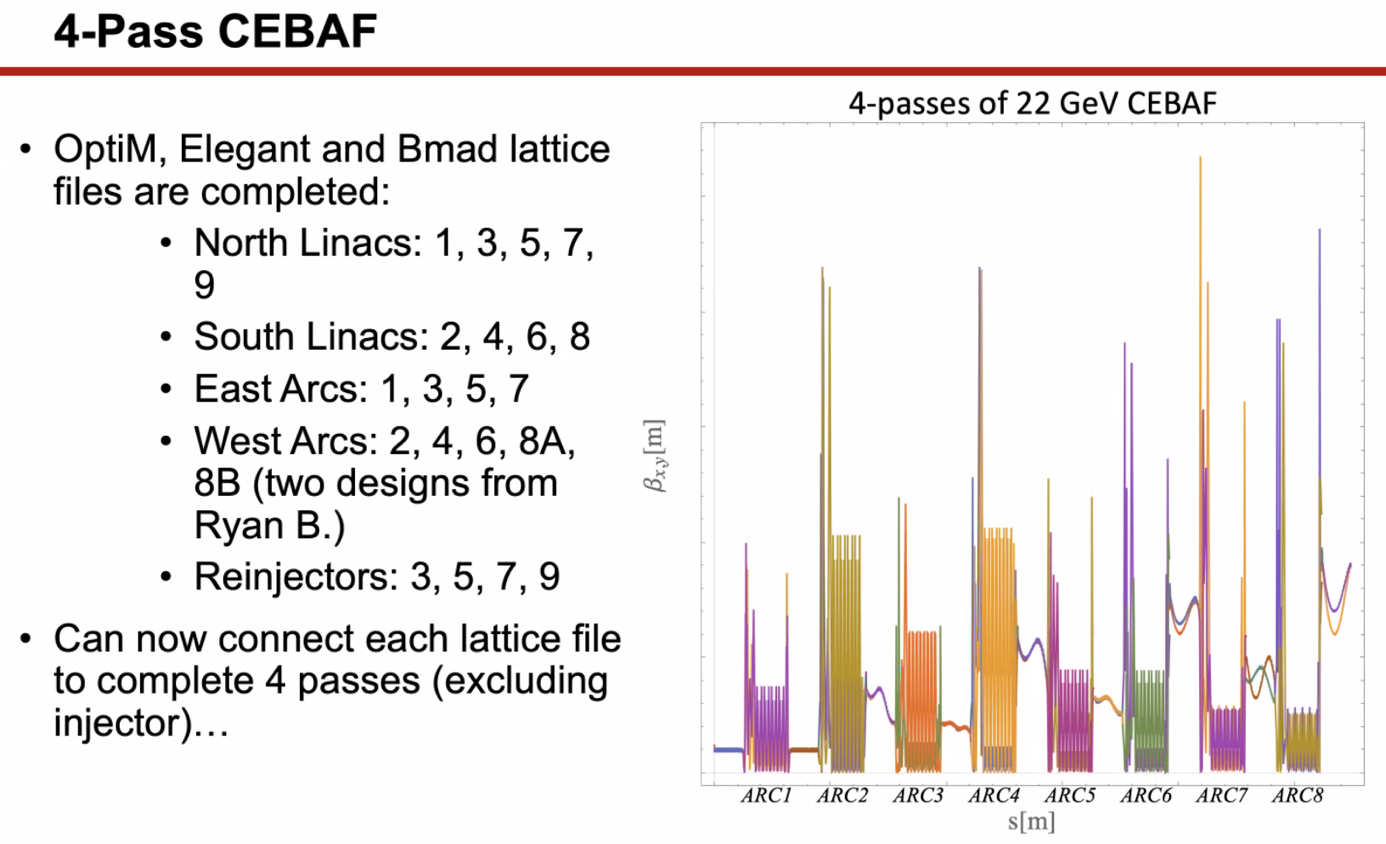 4-Pass CEBAF
• OptiM, Elegant and Bmad lattice
files are completed:
• North Linacs: 1, 3, 5, 7,
9
• South Linacs: 2, 4, 6, 8
• East Arcs: 1, 3, 5, 7
• West Arcs: 2, 4, 6, 8A,
8B (two designs from
Ryan B.)
• Reinjectors: 3, 5, 7, 9
• Can now connect each lattice file
to complete 4 passes (excluding
injector)…
4-passes of 22 GeV CEBAF
βx,y[m]
ARC1 ARC2 ARC3 ARC4 ARC5 ARC6 ARC7 ARC8
s[m]